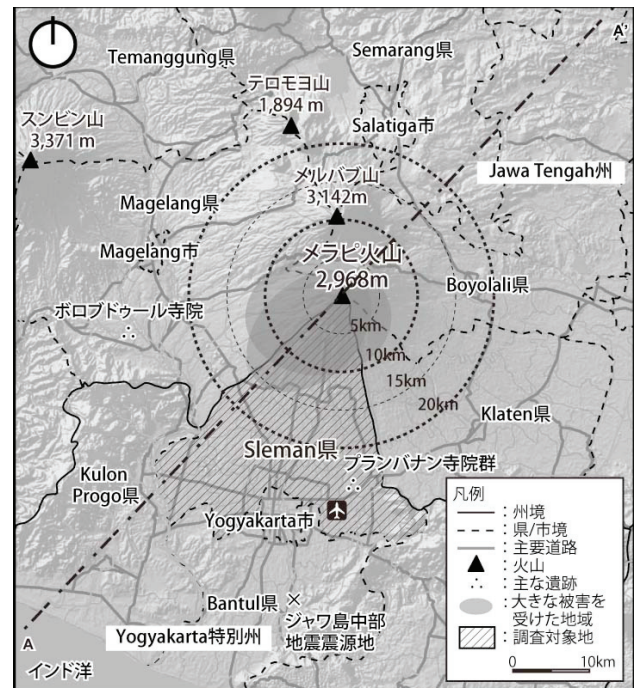 A'
Temanggung県
Semarang県
テロモヨ山
1,894 m
スンビン山
3,371 m
Salatiga市
メルバブ山
3,142m
Jawa Tengah州
Magelang県
Magelang市
メラピ火山
2,968m
Boyolali県
ボロブドゥール寺院
5km
10km
15km
20km
Klaten県
Sleman県
プランバナン寺院群
Kulon
Progo県
Yogyakarta市
Bantul県
ジャワ島中部
地震震源地
A
Yogyakarta特別州
インド洋
凡例
：州境
：県/市境
：主要道路
：火山
：主な遺跡
：大きな被害を
受けた地域
：調査対象地
0 10km